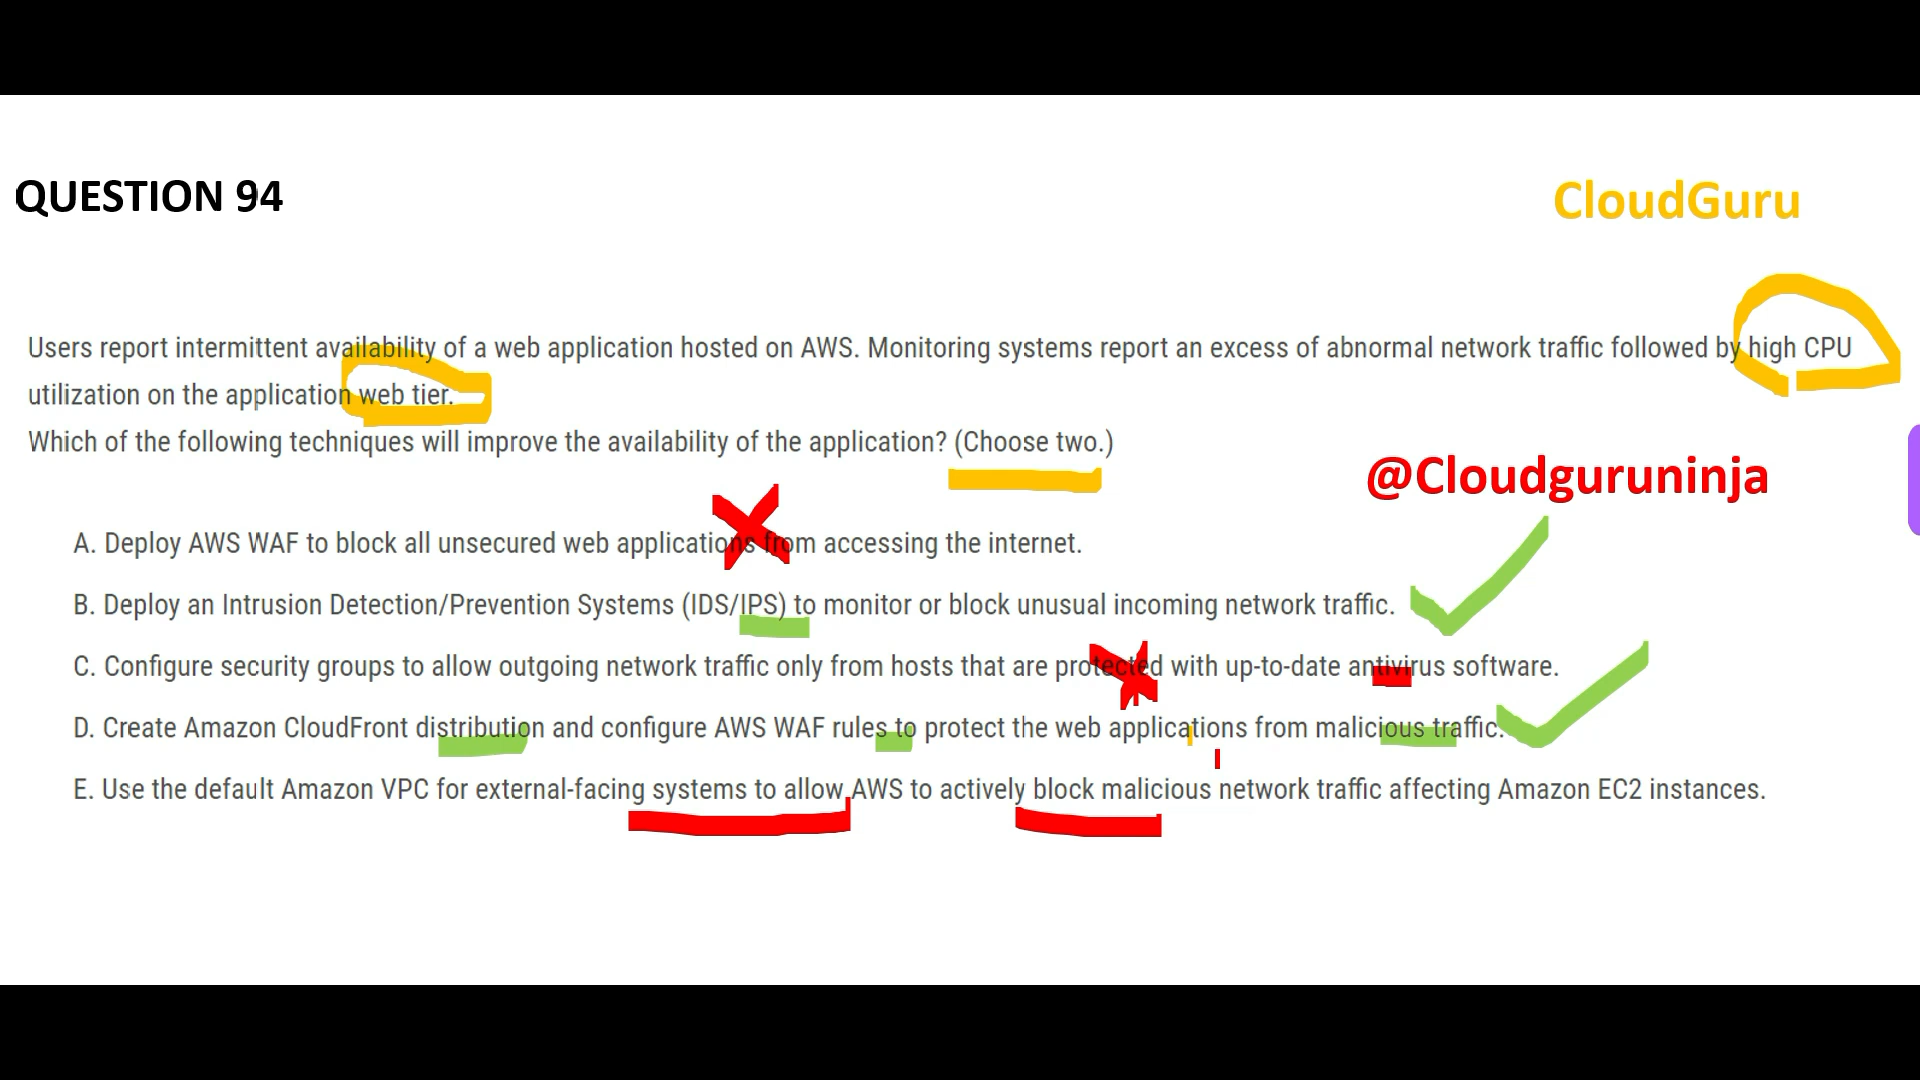 QUESTION 94
CloudGuru
Users report intermittent availability of a web application hosted on AWS. Monitoring systems report an excess of abnormal network traffic followed by high CPU
utilization on the application web tier.
Which of the following techniques will improve the availability of the application? (Choose two.)
@Cloudguruninja
A. Deploy AWS WAF to block all unsecured web applications from accessing the internet.
B. Deploy an Intrusion Detection/Prevention Systems (IDS/IPS) to monitor or block unusual incoming network traffic.
C. Configure security groups to allow outgoing network traffic only from hosts that are protected with up-to-date antivirus software.
D. Create Amazon CloudFront distribution and configure AWS WAF rules to protect the web applications from malicious traffic.
E. Use the default Amazon VPC for external-facing systems to allow AWS to actively block malicious network traffic affecting Amazon EC2 instances.